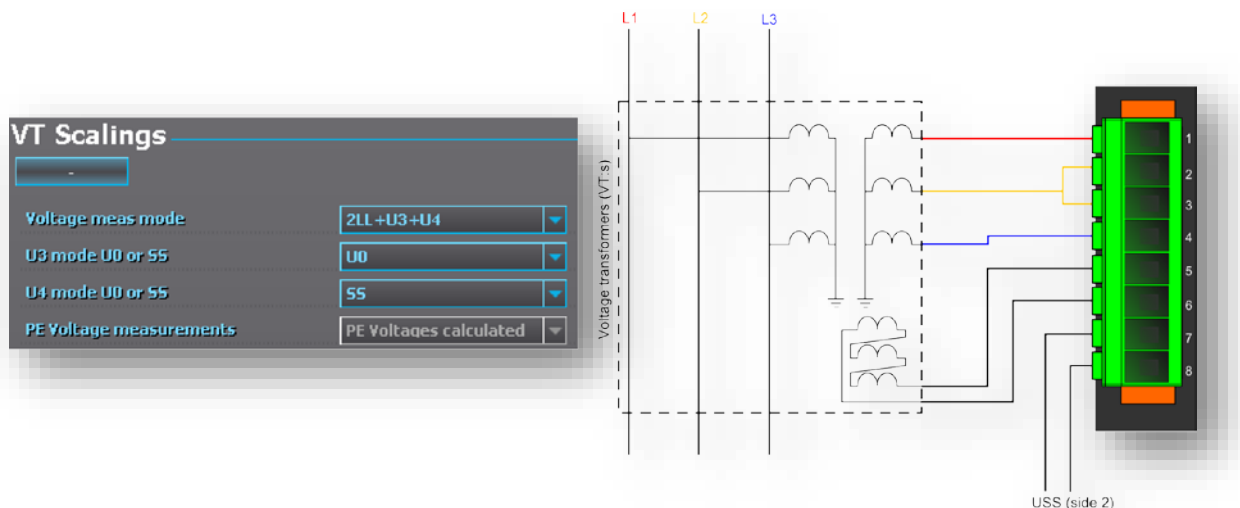 VT Scalings
-
Voltage meas mode 2LL+U3+U4
U3 mode U0 or SS U0
U4 mode U0 or SS SS
PE Voltage measurements PE Voltages calculated
L1 L2 L3
Voltage transformers (VT:s)
1
2
3
4
5
6
7
8
USS (side 2)